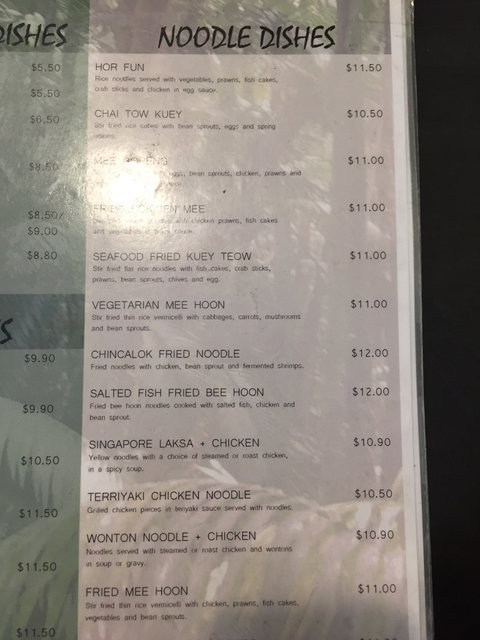 DISHES
$5.50
$5.50
$6.50
$8.50
$8.50/
$9.00
$8.80
S
$9.90
$9.90
$10.50
$11.50
$11.50
$11.50
NOODLE DISHES
HOR FUN $11.50
Rice noodles served with vegetables, prawns, fish cakes,
crab sticks and chicken in egg sauce.
CHAI TOW KUEY $10.50
Stir fried rice cubes with bean sprouts, eggs and spring
onions.
MEE GORENG $11.00
eggs, bean sprouts, chicken, prawns and
FRIED CHICKEN MEE $11.00
with chicken prawns, fish cakes
and sauce.
SEAFOOD FRIED KUEY TEOW $11.00
Stir fried flat rice noodles with fish cakes, crab sticks,
prawns, bean sprouts, chives and egg.
VEGETARIAN MEE HOON $11.00
Stir fried thin rice vermicelli with cabbages, carrots, mushrooms
and bean sprouts.
CHINCALOK FRIED NOODLE $12.00
Fried noodles with chicken, bean sprout and fermented shrimps.
SALTED FISH FRIED BEE HOON $12.00
Fried bee hoon noodles cooked with salted fish, chicken and
bean sprout.
SINGAPORE LAKSA + CHICKEN $10.90
Yellow noodles with a choice of steamed or roast chicken,
in a spicy soup.
TERRIYAKI CHICKEN NOODLE $10.50
Grilled chicken pieces in teriyaki sauce served with noodles.
WONTON NOODLE + CHICKEN $10.90
Noodles served with steamed or roast chicken and wontons
in soup or gravy.
FRIED MEE HOON $11.00
Stir fried thin rice vermicelli with chicken, prawns, fish cakes,
vegetables and bean sprouts.